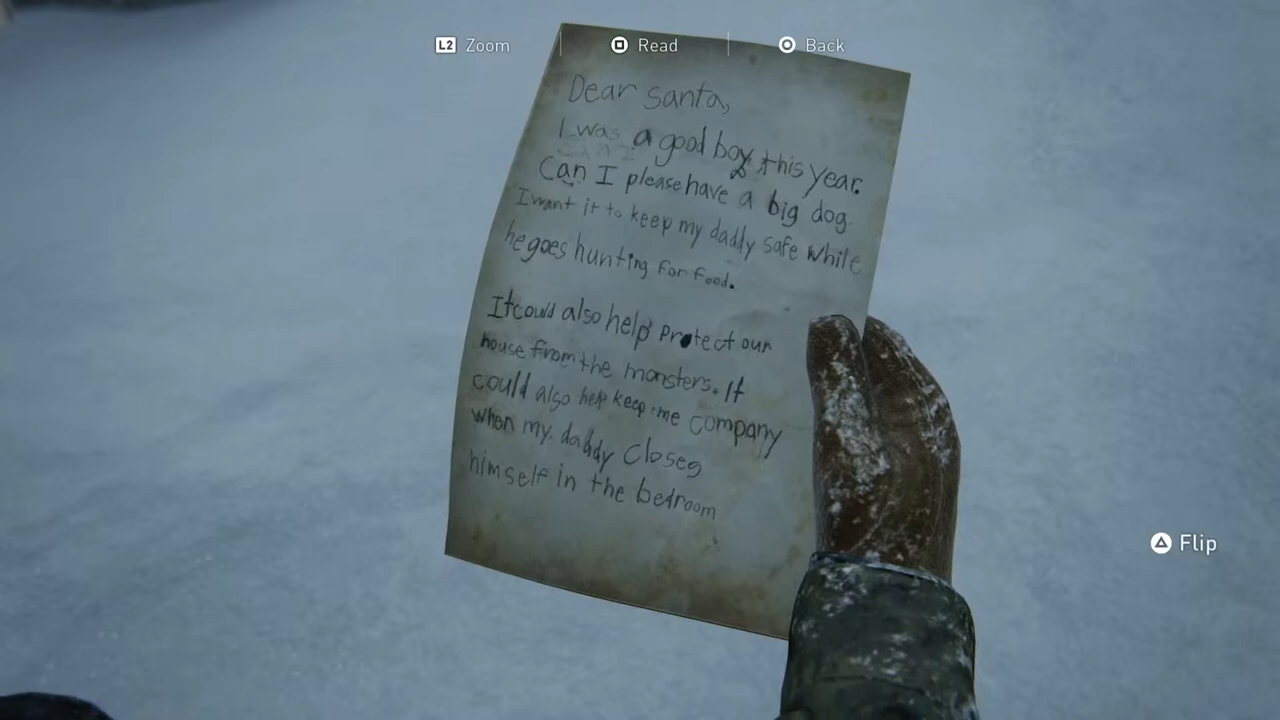 L2 Zoom
Read
Back
Dear Santa,
I was a good boy this year.
Can I please have a big dog.
I want it to keep my daddy safe while
he goes hunting for food.
It could also help protect our
house from the monsters. It
could also help keep me company
when my daddy closes
himself in the bedroom
Flip